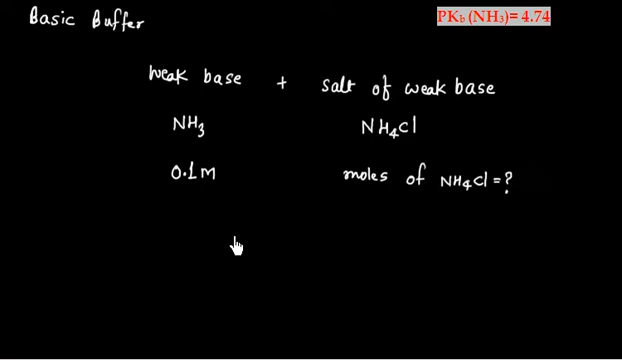 Basic Buffer
PKb (NH3)= 4.74
weak base + salt of weak base
NH3 NH4Cl
0.1M moles of NH4Cl = ?